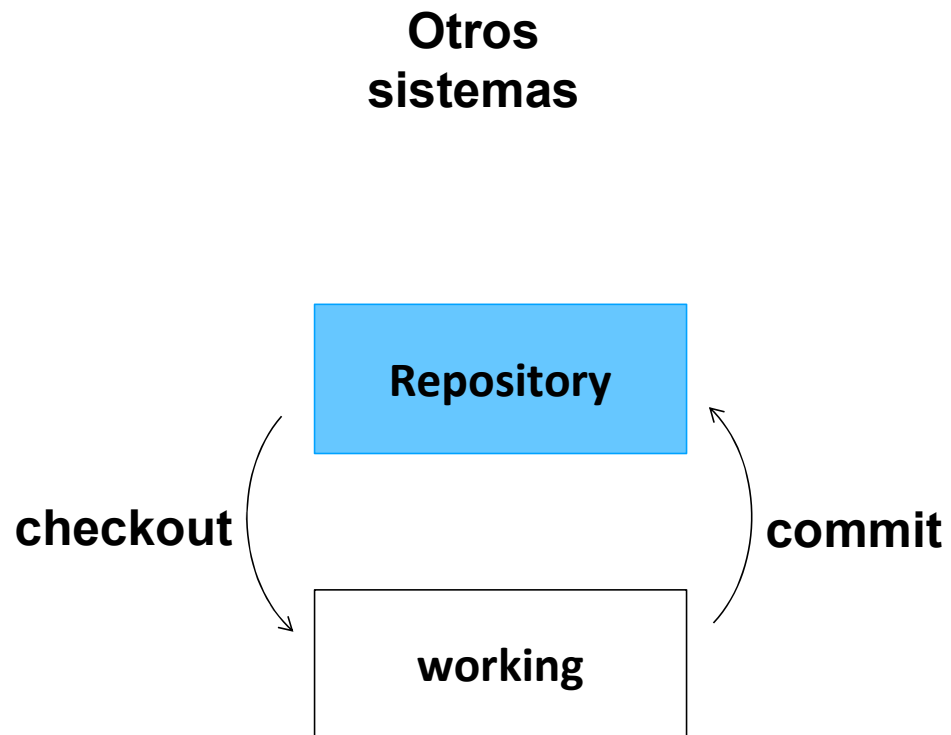 Otros
sistemas
Repository
checkout
commit
working